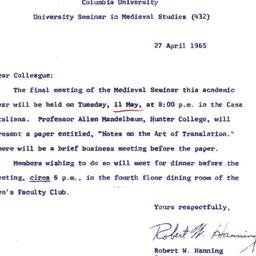 Columbia University
University Seminar in Medieval Studies (432)
27 April 1965
ear Colleague:
The final meeting of the Medieval Seminar this academic
ear will be held on Tuesday, 11 May, at 8:00 p.m. in the Casa
taliana. Professor Allen Mandelbaum, Hunter College, will
resent a paper entitled, "Notes on the Art of Translation."
here will be a brief business meeting before the paper.
Members wishing to do so will meet for dinner before the
eeting, circa 6 p.m., in the fourth floor dining room of the
en's Faculty Club.
Yours respectfully,
Robert W. Hanning
Robert W. Hanning